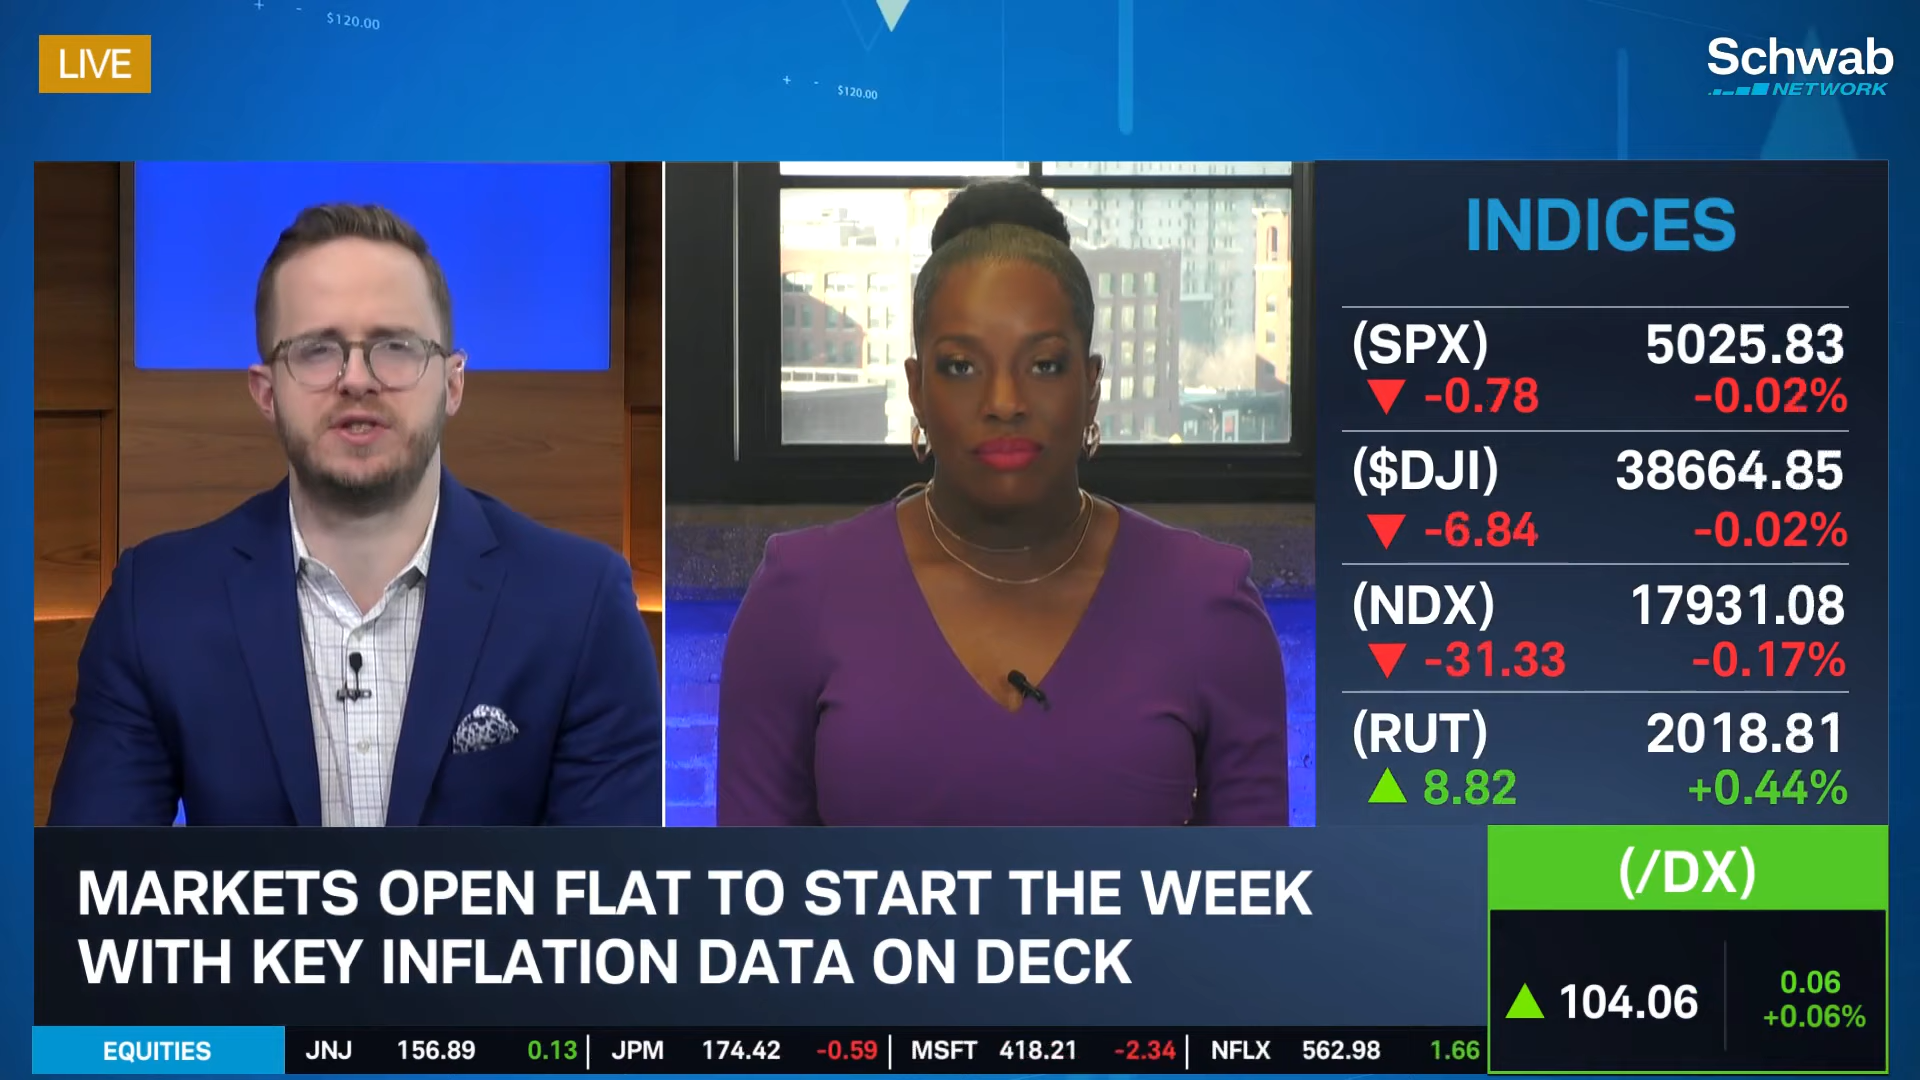 $120.00
LIVE
$120.00
Schwab
NETWORK
INDICES
(SPX) 5025.83
▼ -0.78 -0.02%
($DJI) 38664.85
▼ -6.84 -0.02%
(NDX) 17931.08
▼ -31.33 -0.17%
(RUT) 2018.81
▲ 8.82 +0.44%
MARKETS OPEN FLAT TO START THE WEEK
WITH KEY INFLATION DATA ON DECK
(/DX)
▲ 104.06
0.06
+0.06%
EQUITIES JNJ 156.89 0.13 | JPM 174.42 -0.59 | MSFT 418.21 -2.34 | NFLX 562.98 1.66